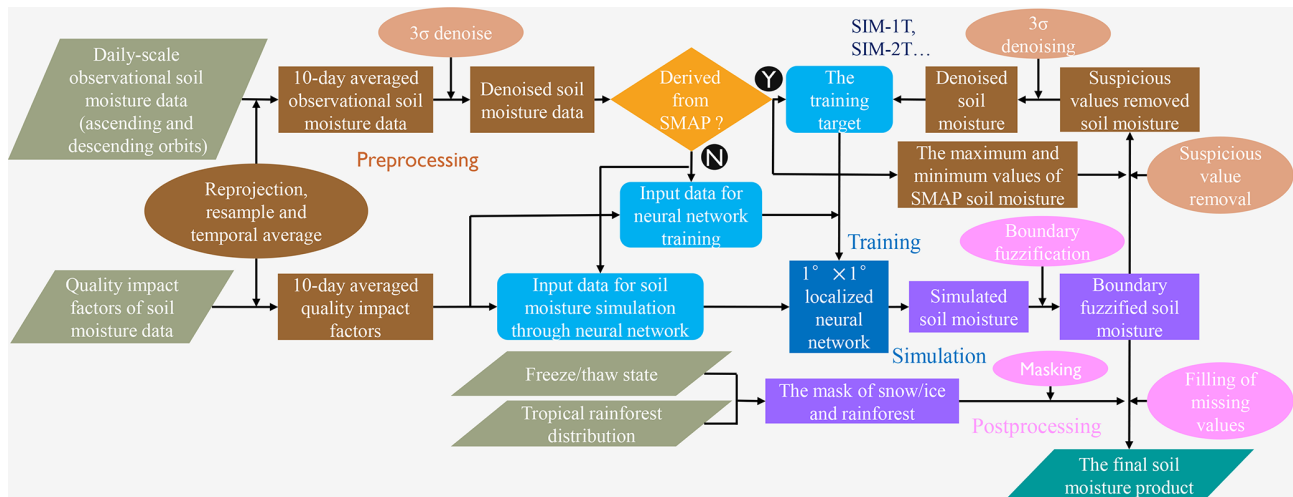 Daily-scale
observational soil
moisture data
(ascending and
descending orbits)
3σ denoise
10-day averaged
observational soil
moisture data
Denoised soil
moisture data
Derived
from
SMAP ?
Y
N
SIM-1T,
SIM-2T...
The
training
target
3σ
denoising
Denoised
soil
moisture
Suspicious
values removed
soil moisture
Preprocessing
Reprojection,
resample and
temporal average
Input data for
neural network
training
The maximum and
minimum values of
SMAP soil moisture
Suspicious
value
removal
Training
Boundary
fuzzification
Quality impact
factors of soil
moisture data
10-day averaged
quality impact
factors
Input data for soil
moisture simulation
through neural network
1° ×1°
localized
neural
network
Simulated
soil moisture
Boundary
fuzzified soil
moisture
Simulation
Freeze/thaw state
Tropical rainforest
distribution
The mask of snow/ice
and rainforest
Masking
Filling of
missing
values
Postprocessing
The final soil
moisture product